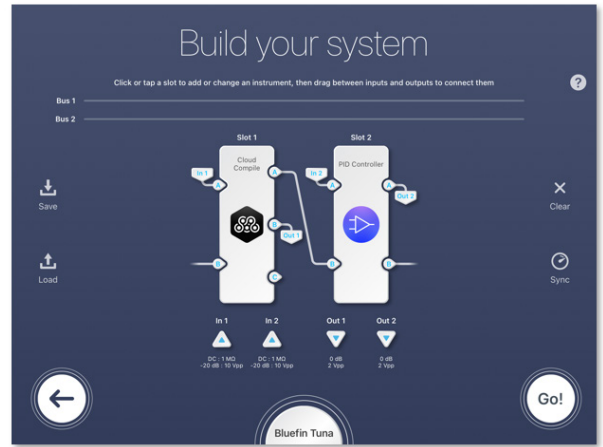 Build your system
Click or tap a slot to add or change an instrument, then drag between inputs and outputs to connect them
?
Bus 1
Bus 2
Slot 1
Slot 2
Cloud
Compile
PID Controller
In 1
A
A
In 2
A
A
Out 2
B
Out 1
B
C
B
B
Save
Load
Clear
Sync
In 1
In 2
Out 1
Out 2
DC : 1 MΩ
-20 dB : 10 Vpp
DC : 1 MΩ
-20 dB : 10 Vpp
0 dB
2 Vpp
0 dB
2 Vpp
Go!
Bluefin Tuna